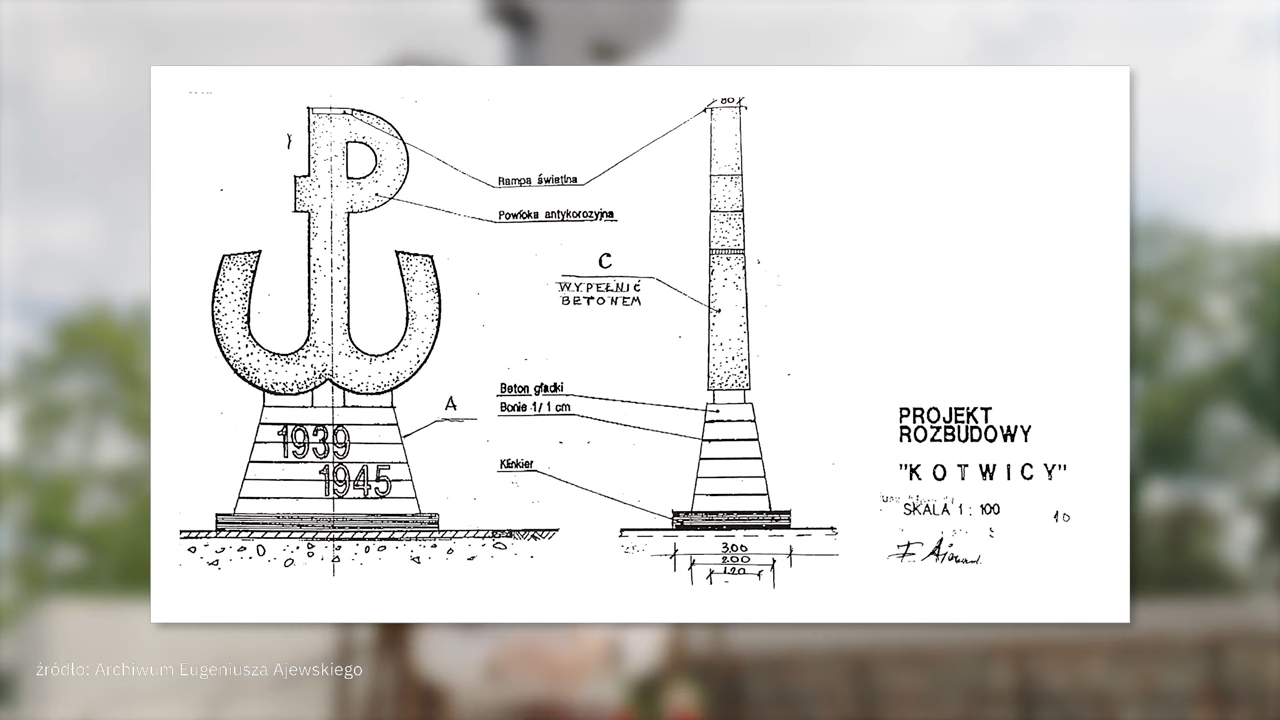 80
Rampa świetlna
Powłoka antykorozyjna
C
WYPEŁNIĆ
BETONEM
Beton gładki
Bonie 1/1 cm
A
1939
1945
Klinkier
300
200
120
PROJEKT
ROZBUDOWY
"KOTWICY"
SKALA 1 : 100
10
źródło: Archiwum Eugeniusza Ajewskiego